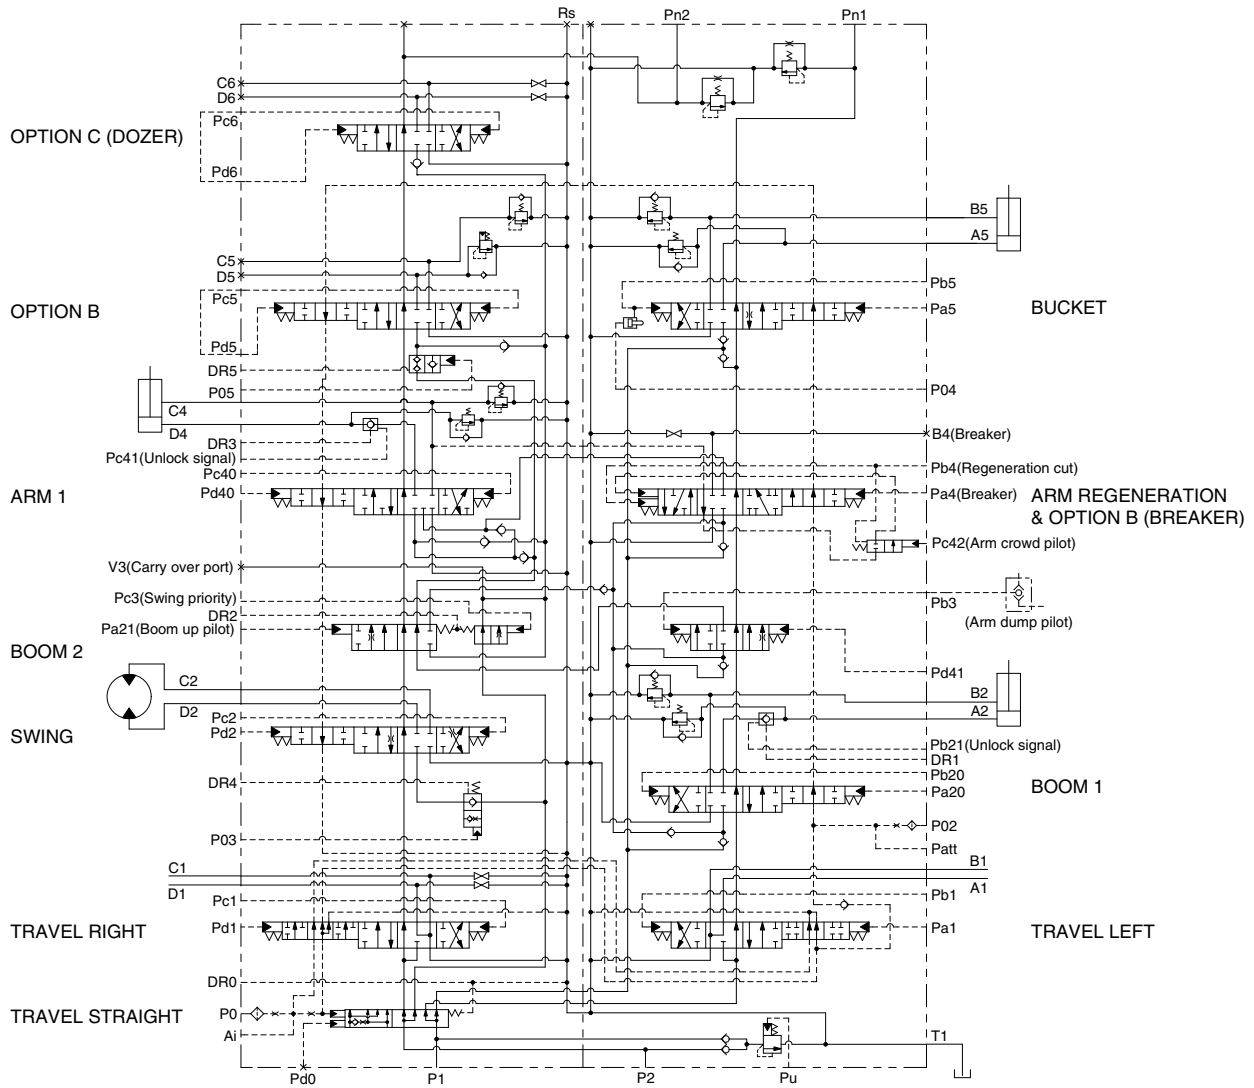 Rs
Pn2
Pn1
C6
D6
Pc6
OPTION C (DOZER)
Pd6
B5
A5
C5
D5
Pb5
Pc5
OPTION B
Pa5
BUCKET
Pd5
DR5
P05
P04
C4
D4
B4(Breaker)
DR3
Pc41(Unlock signal)
Pb4(Regeneration cut)
Pc40
ARM 1
Pd40
Pa4(Breaker)
ARM REGENERATION
& OPTION B (BREAKER)
Pc42(Arm crowd pilot)
V3(Carry over port)
Pc3(Swing priority)
Pb3
DR2
(Arm dump pilot)
Pa21(Boom up pilot)
BOOM 2
Pd41
C2
B2
D2
A2
Pc2
SWING
Pd2
Pb21(Unlock signal)
DR1
Pb20
DR4
BOOM 1
Pa20
P03
P02
Patt
C1
B1
D1
A1
Pc1
Pb1
TRAVEL RIGHT
Pd1
Pa1
TRAVEL LEFT
DR0
TRAVEL STRAIGHT
P0
Ai
T1
Pd0
P1
P2
Pu